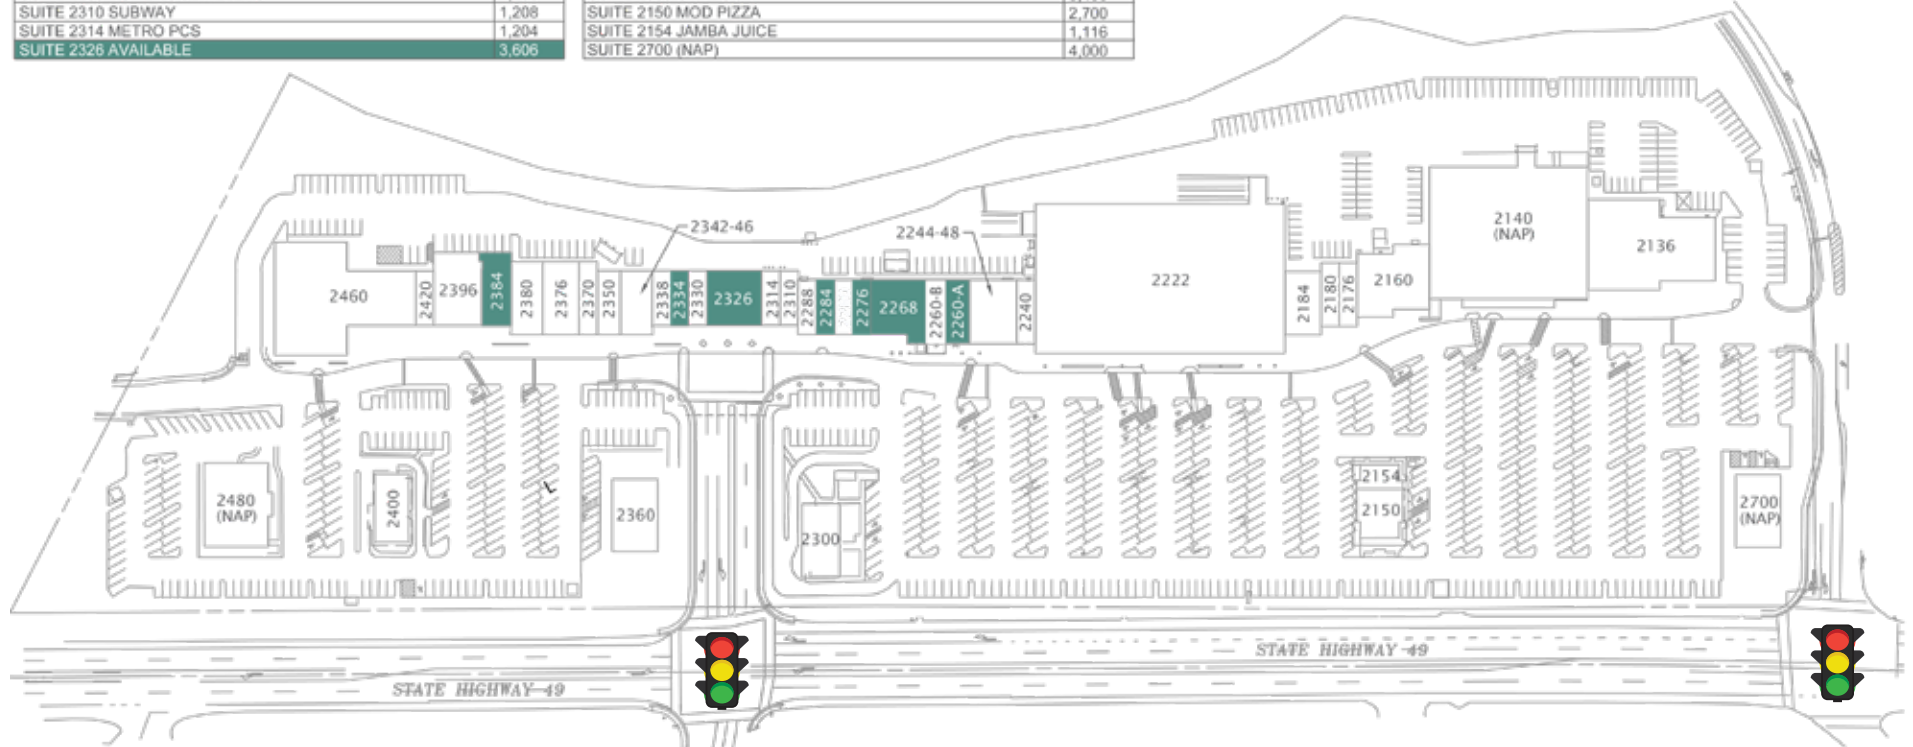 SUITE 2310 SUBWAY 1,208
SUITE 2314 METRO PCS 1,204
SUITE 2326 AVAILABLE 3,606
SUITE 2150 MOD PIZZA 2,700
SUITE 2154 JAMBA JUICE 1,116
SUITE 2700 (NAP) 4,000
2342-46
2244-48
2460
2420
2396
2384
2380
2376
2370
2350
2338
2334
2330
2326
2314
2310
2288
2284
2276
2268
2260-B
2260-A
2240
2222
2184
2180
2176
2160
2140
(NAP)
2136
2480
(NAP)
2400
2360
2300
2154
2150
2700
(NAP)
STATE HIGHWAY 49
STATE HIGHWAY 49